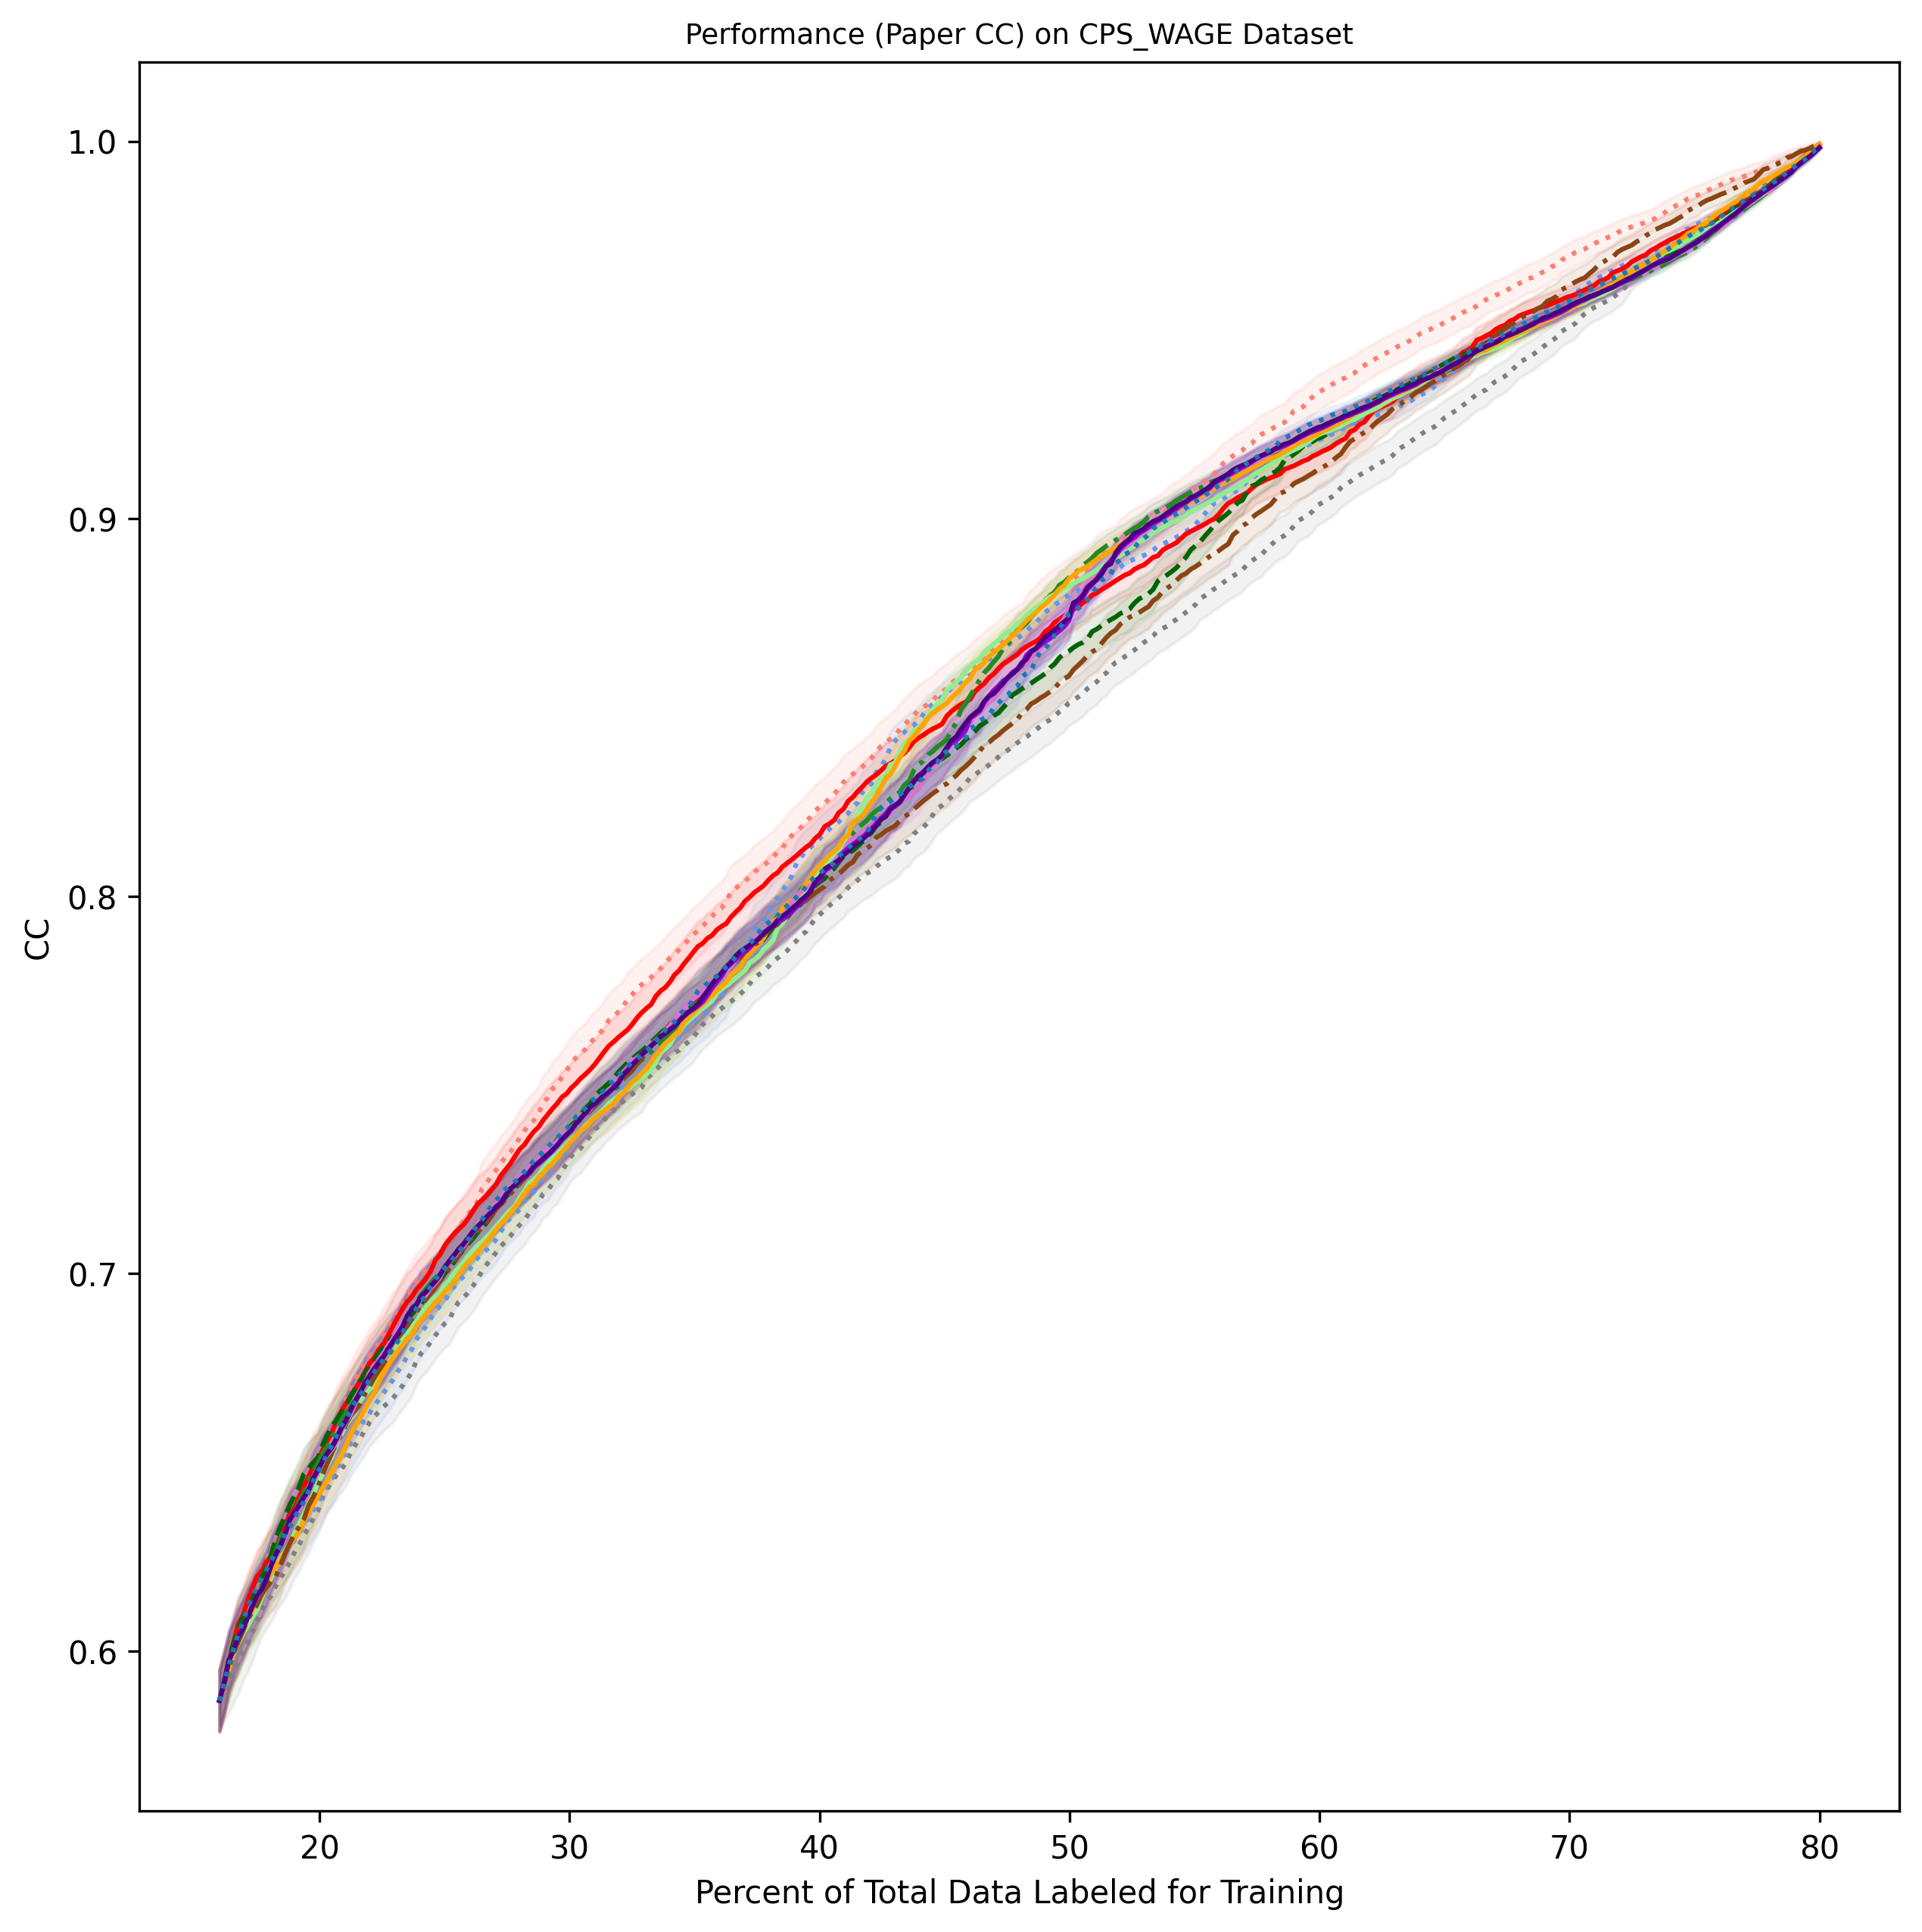 Performance (Paper CC) on CPS_WAGE Dataset
1.0
0.9
0.8
0.7
0.6
CC
20 30 40 50 60 70 80
Percent of Total Data Labeled for Training